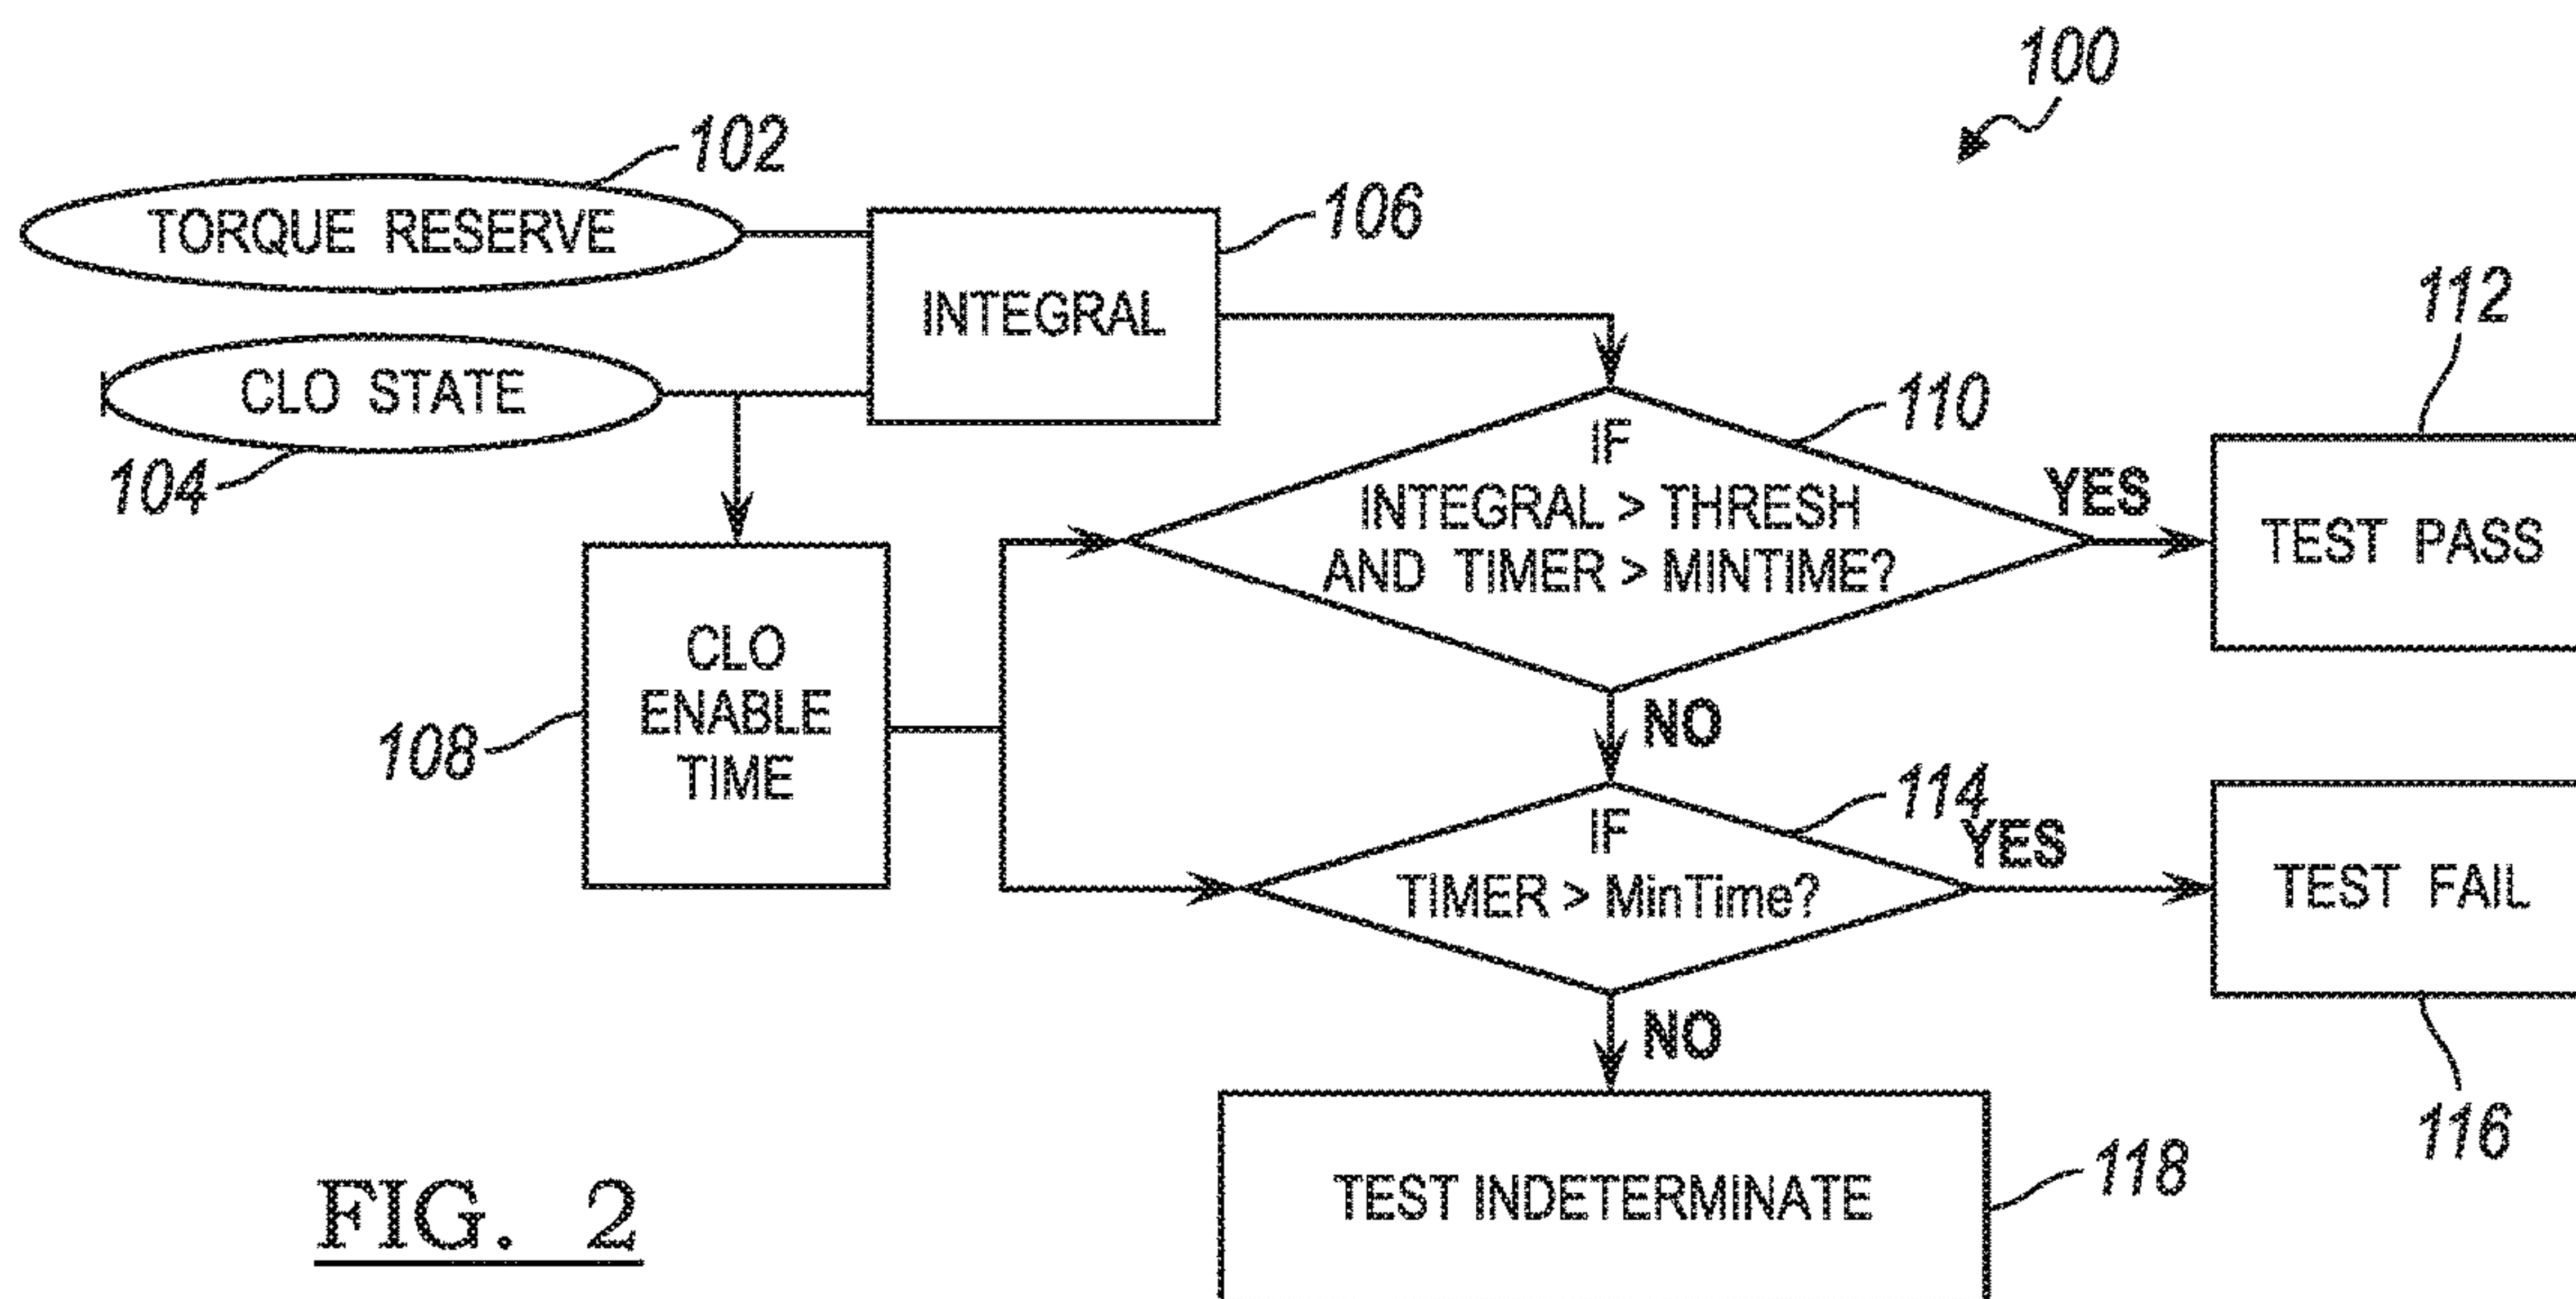 100
102
TORQUE RESERVE
106
INTEGRAL
CLO STATE
104
112
110
IF
INTEGRAL > THRESH
AND TIMER > MINTIME?
YES
TEST PASS
CLO
ENABLE
TIME
108
NO
114
IF
TIMER > MinTime?
YES
TEST FAIL
116
NO
TEST INDETERMINATE
118
FIG. 2